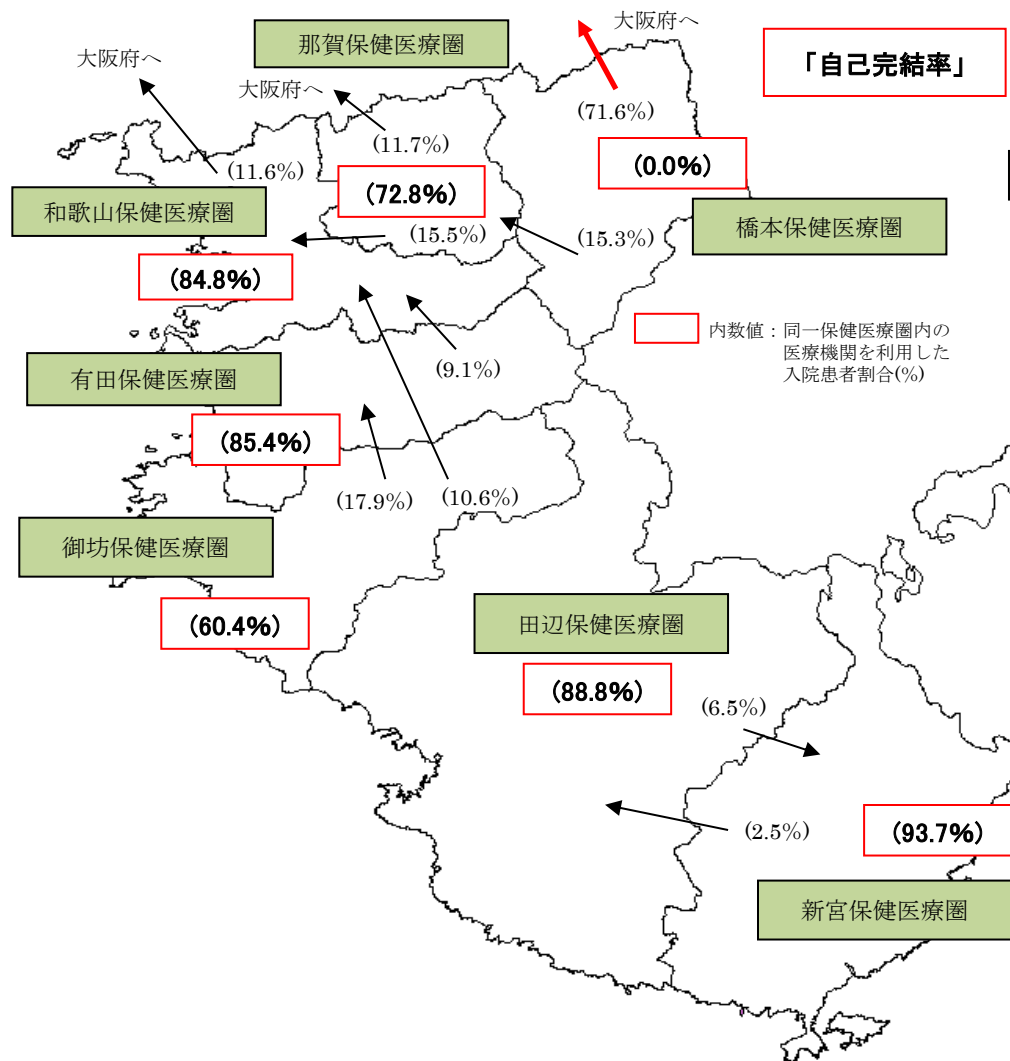 大阪府へ
那賀保健医療圏
大阪府へ
「自己完結率」
大阪府へ
(71.6%)
(11.7%)
(11.6%)
(0.0%)
(72.8%)
和歌山保健医療圏
橋本保健医療圏
(15.5%)
(15.3%)
(84.8%)
内数値：同一保健医療圏内の
医療機関を利用した
入院患者割合(%)
有田保健医療圏
(9.1%)
(85.4%)
(17.9%)
(10.6%)
御坊保健医療圏
(60.4%)
田辺保健医療圏
(88.8%)
(6.5%)
(2.5%)
(93.7%)
新宮保健医療圏